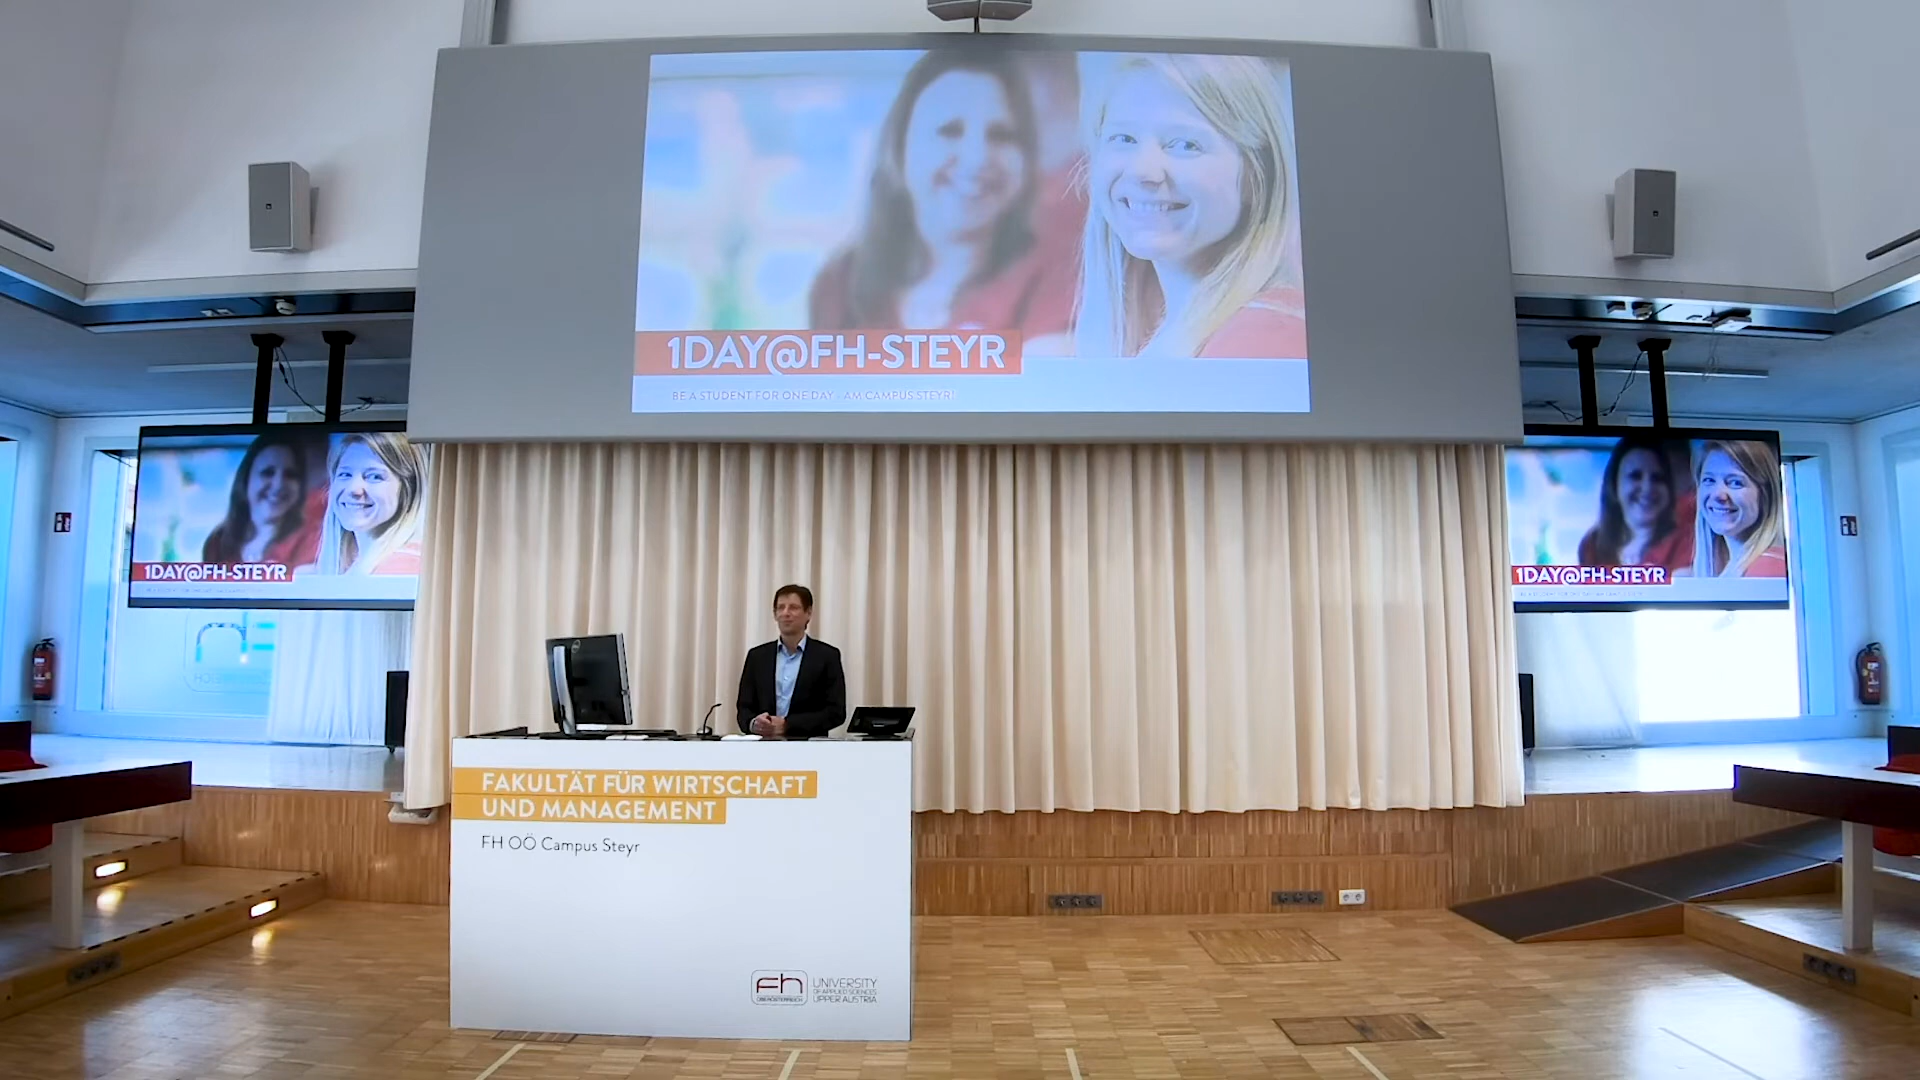 1DAY@FH-STEYR
BE A STUDENT FOR ONE DAY - AM CAMPUS STEYR!
1DAY@FH-STEYR
1DAY@FH-STEYR
FAKULTÄT FÜR WIRTSCHAFT
UND MANAGEMENT
FH OÖ Campus Steyr
fh
OBERÖSTERREICH
UNIVERSITY
OF APPLIED SCIENCES
UPPER AUSTRIA